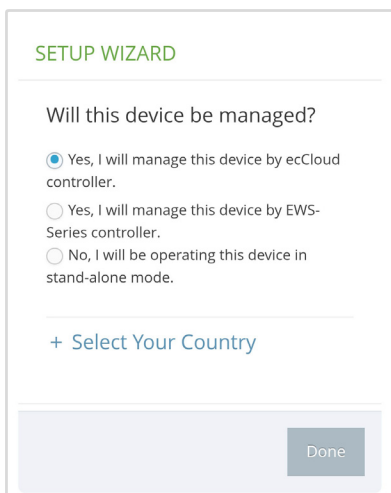 SETUP WIZARD
Will this device be managed?
Yes, I will manage this device by ecCloud
controller.
Yes, I will manage this device by EWS-
Series controller.
No, I will be operating this device in
stand-alone mode.
+ Select Your Country
Done